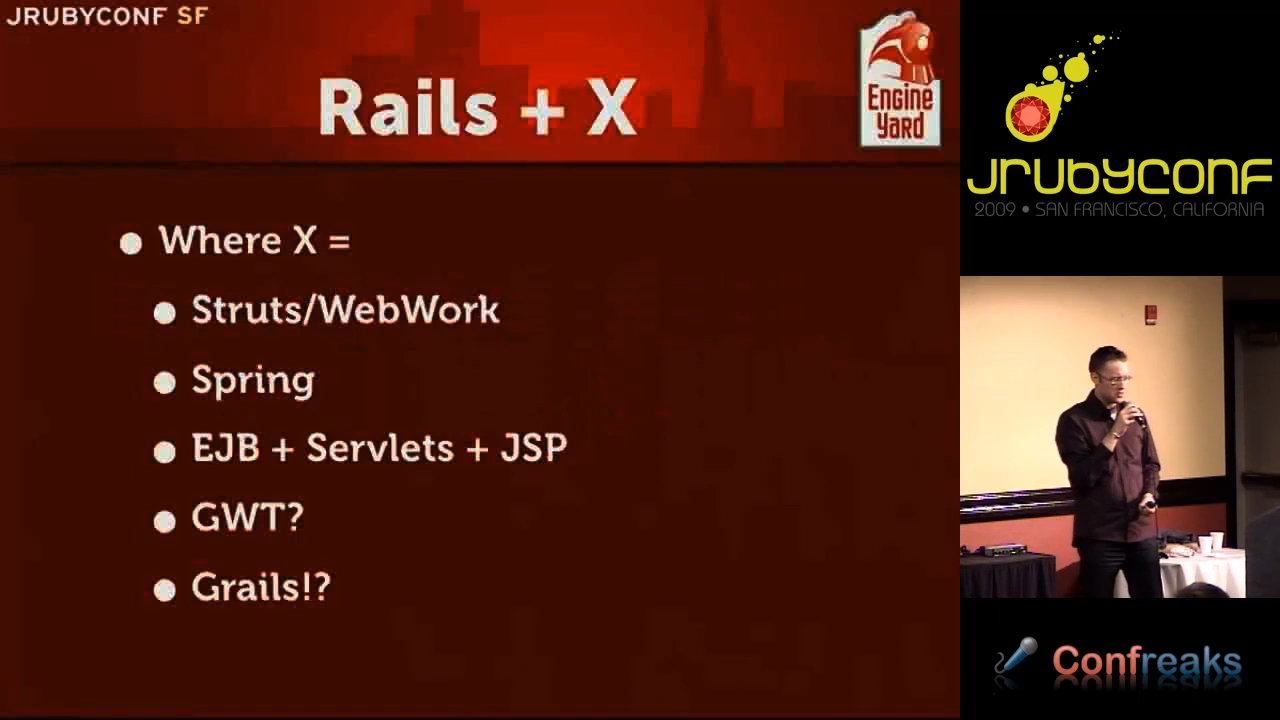 JRUBYCONF SF
Rails + X
Engine
Yard
Where X =
Struts/WebWork
Spring
EJB + Servlets + JSP
GWT?
Grails!?
JRUBYCONF
2009 • SAN FRANCISCO, CALIFORNIA
Confreaks